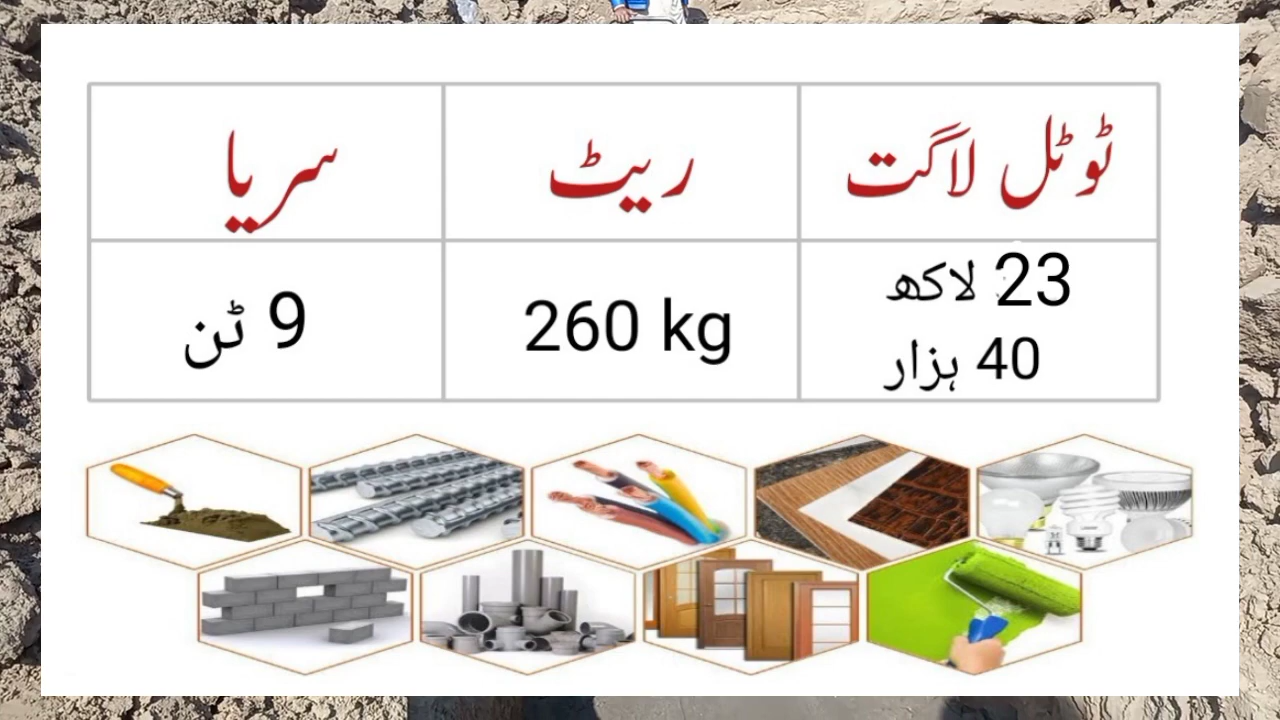 ٹوٹل لاگت
ریٹ
سریا
23 لاکھ
40 ہزار
260 kg
9 ٹن